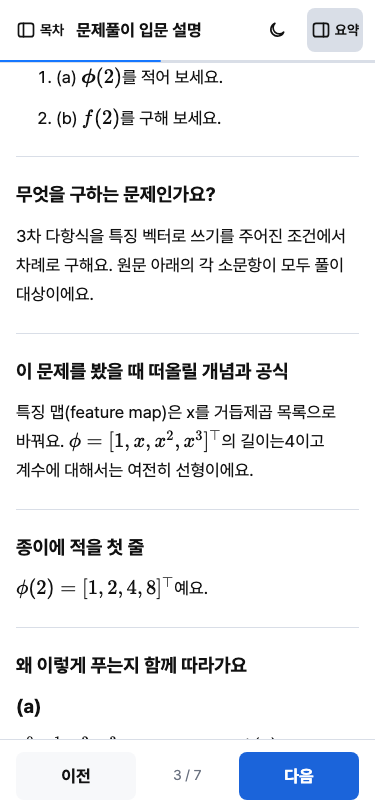 목차 문제풀이 입문 설명 요약
1. (a) ϕ(2)를 적어 보세요.
2. (b) f(2)를 구해 보세요.
무엇을 구하는 문제인가요?
3차 다항식을 특징 벡터로 쓰기를 주어진 조건에서
차례로 구해요. 원문 아래의 각 소문항이 모두 풀이
대상이에요.
이 문제를 봤을 때 떠올릴 개념과 공식
특징 맵(feature map)은 x를 거듭제곱 목록으로
바꿔요. ϕ = [1, x, x², x³]⊤의 길이는4이고
계수에 대해서는 여전히 선형이에요.
종이에 적을 첫 줄
ϕ(2) = [1, 2, 4, 8]⊤예요.
왜 이렇게 푸는지 함께 따라가요
(a)
이전 3 / 7 다음